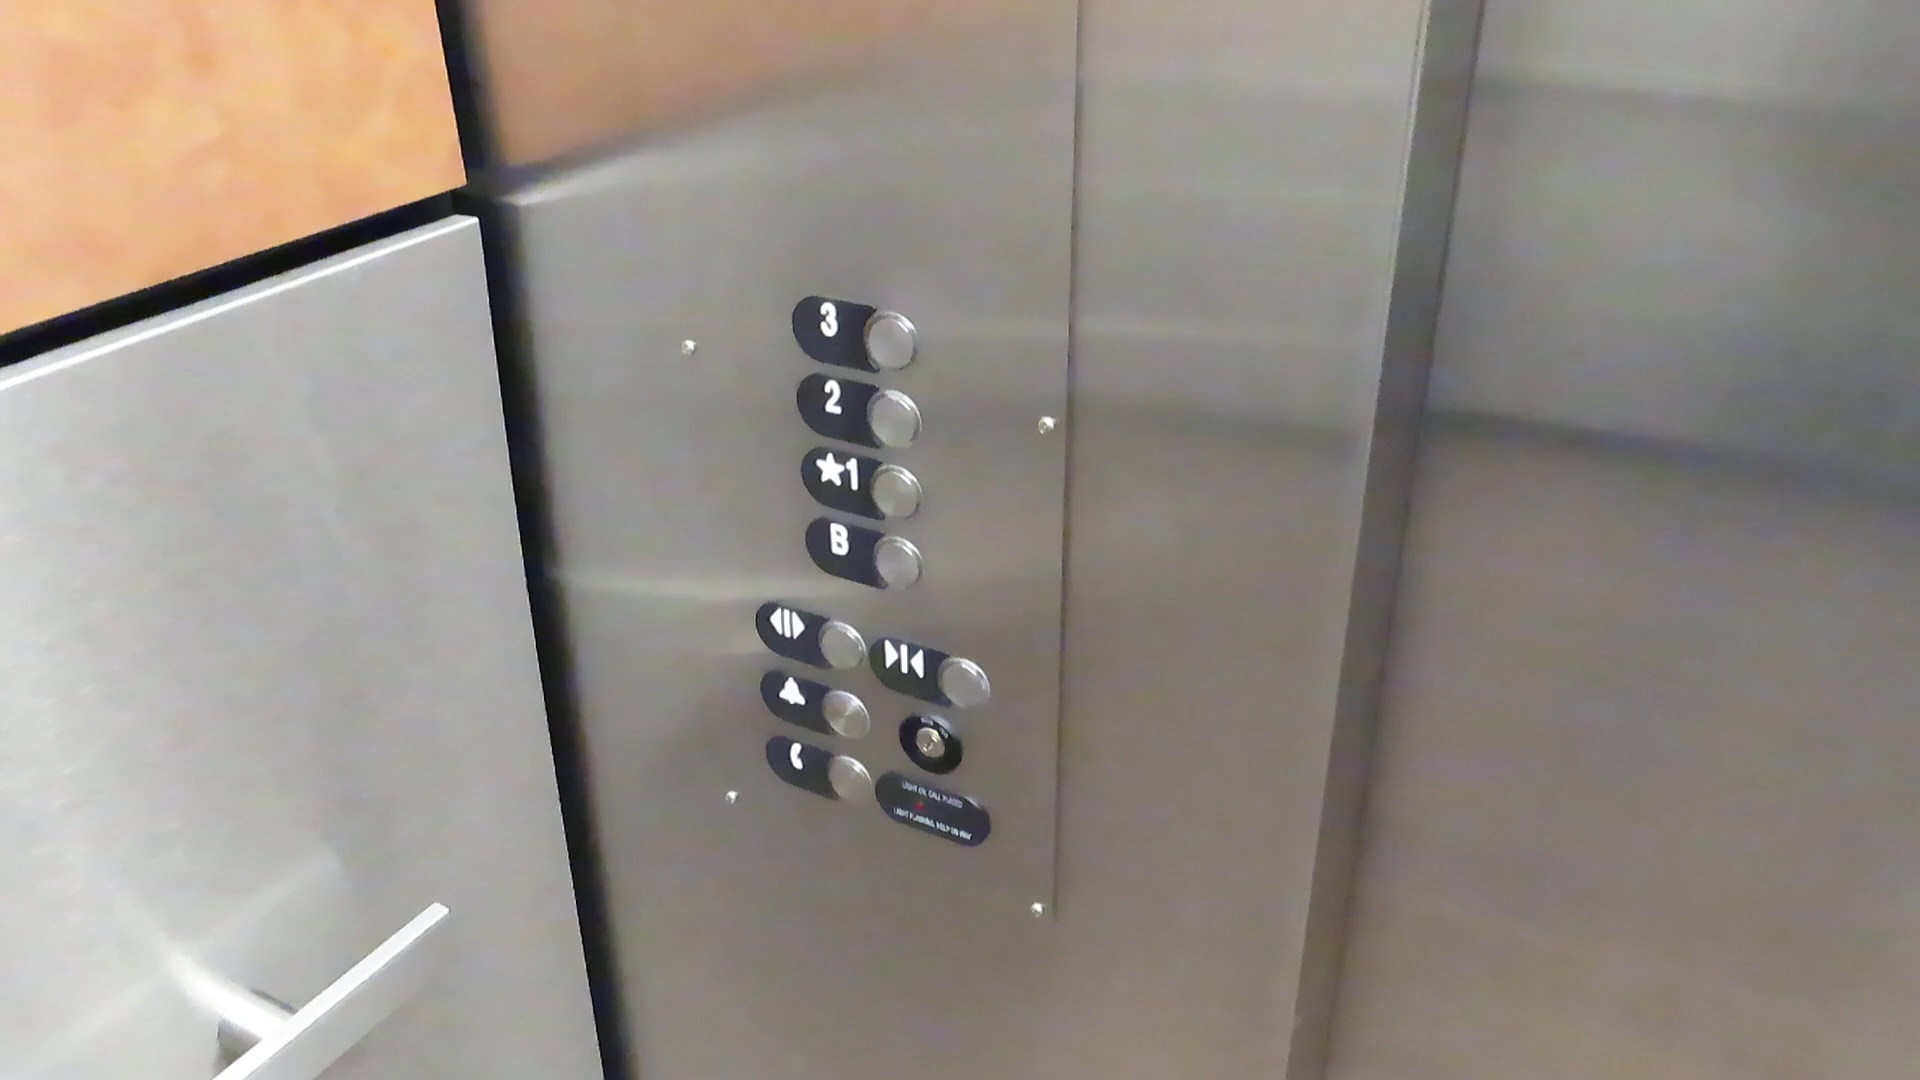 3
2
★1
B
LIGHT ON, CALL PLACED
LIGHT FLASHING, HELP ON WAY